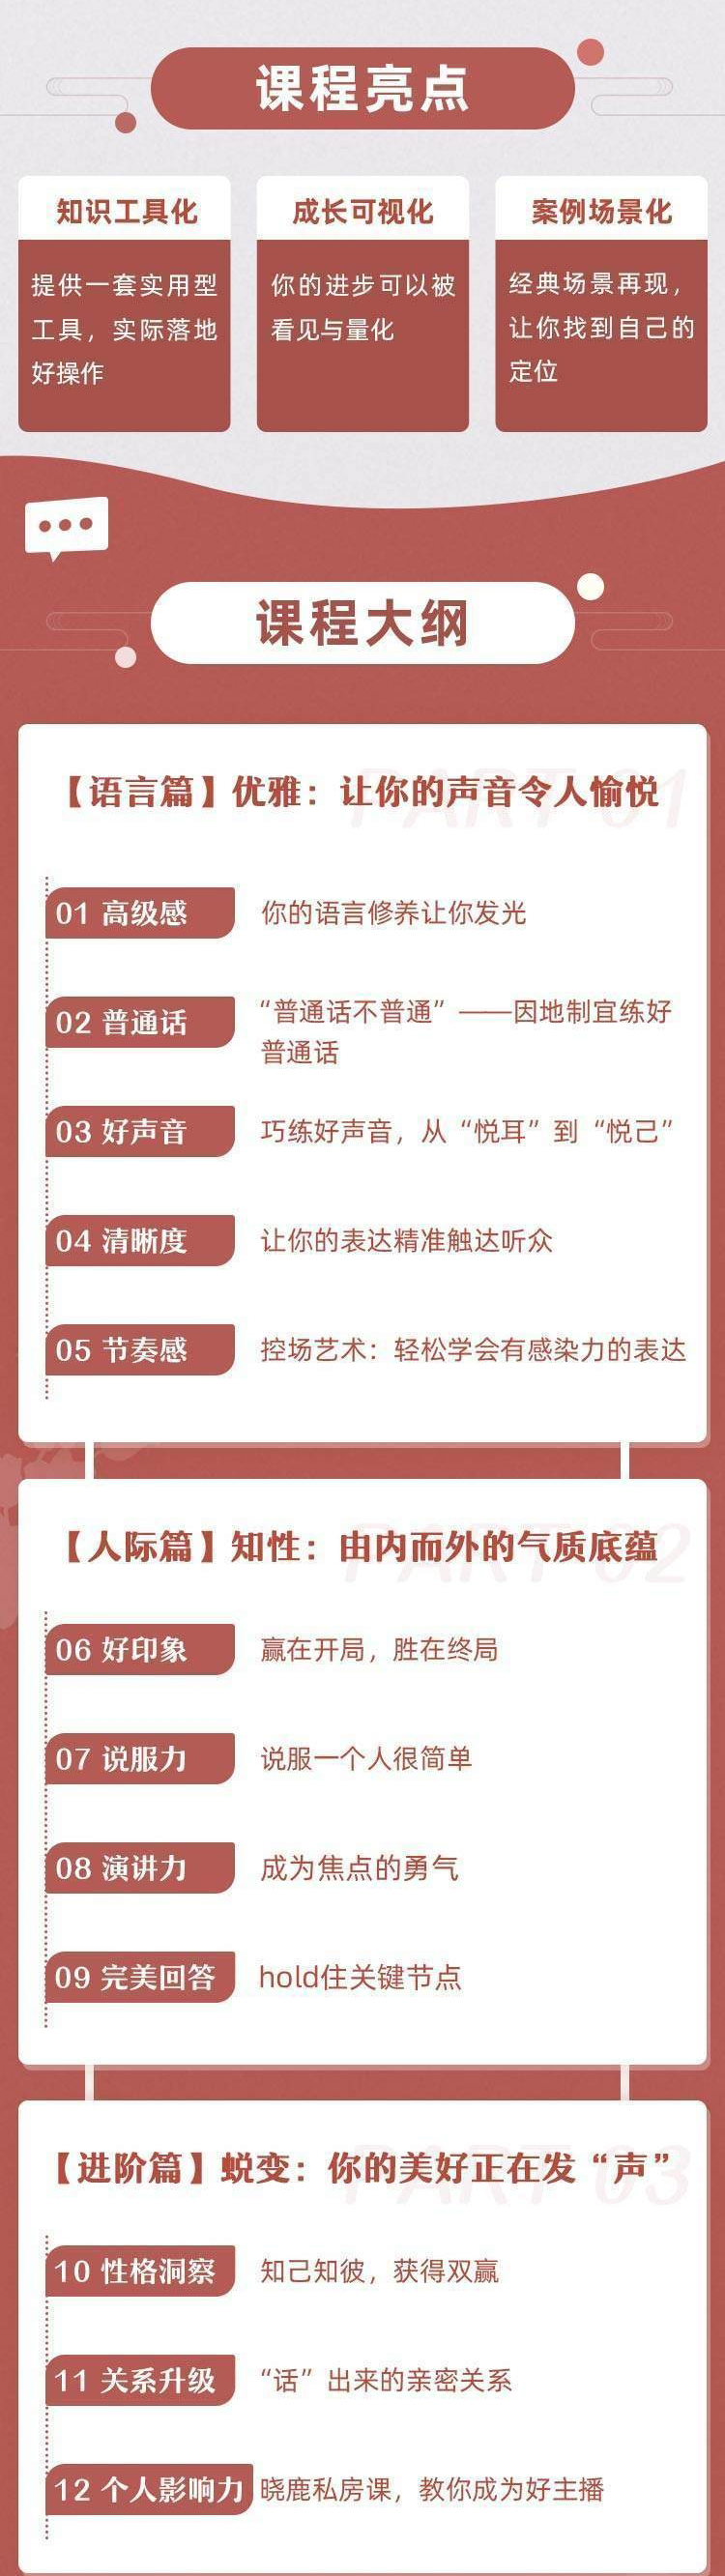 课程亮点
知识工具化
提供一套实用型
工具，实际落地
好操作
成长可视化
你的进步可以被
看见与量化
案例场景化
经典场景再现，
让你找到自己的
定位
课程大纲
PART 01
【语言篇】优雅：让你的声音令人愉悦
01 高级感
你的语言修养让你发光
02 普通话
“普通话不普通”——因地制宜练好
普通话
03 好声音
巧练好声音，从“悦耳”到“悦己”
04 清晰度
让你的表达精准触达听众
05 节奏感
控场艺术：轻松学会有感染力的表达
PART 02
【人际篇】知性：由内而外的气质底蕴
06 好印象
赢在开局，胜在终局
07 说服力
说服一个人很简单
08 演讲力
成为焦点的勇气
09 完美回答
hold住关键节点
PART 03
【进阶篇】蜕变：你的美好正在发“声”
10 性格洞察
知己知彼，获得双赢
11 关系升级
“话”出来的亲密关系
12 个人影响力
晓鹿私房课，教你成为好主播